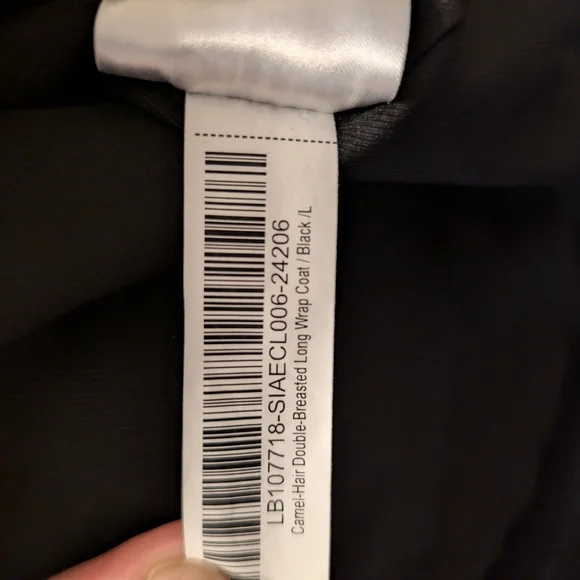 LB107718-SIAECL006-24206
Camel-Hair Double-Breasted Long Wrap Coat / Black /L